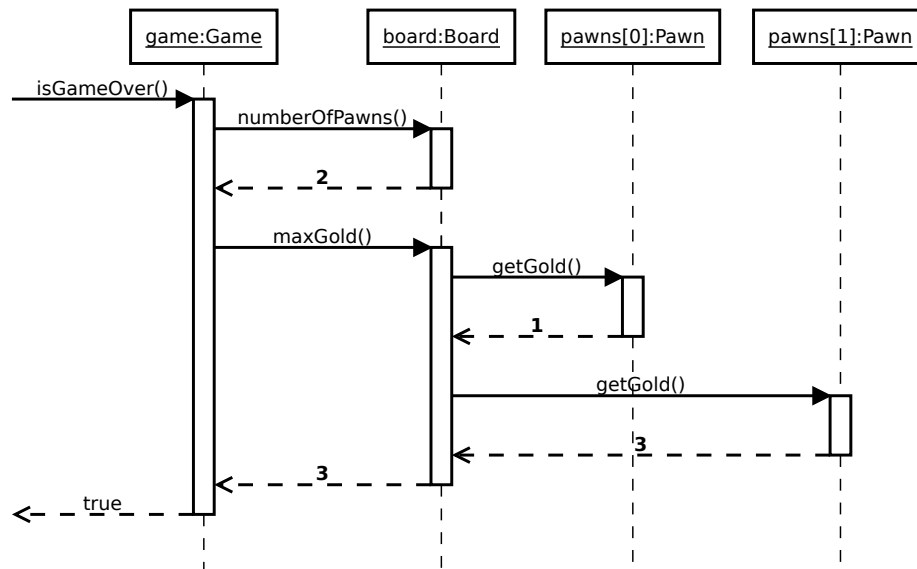 game:Game
board:Board
pawns[0]:Pawn
pawns[1]:Pawn
isGameOver()
numberOfPawns()
2
maxGold()
getGold()
1
getGold()
3
3
true